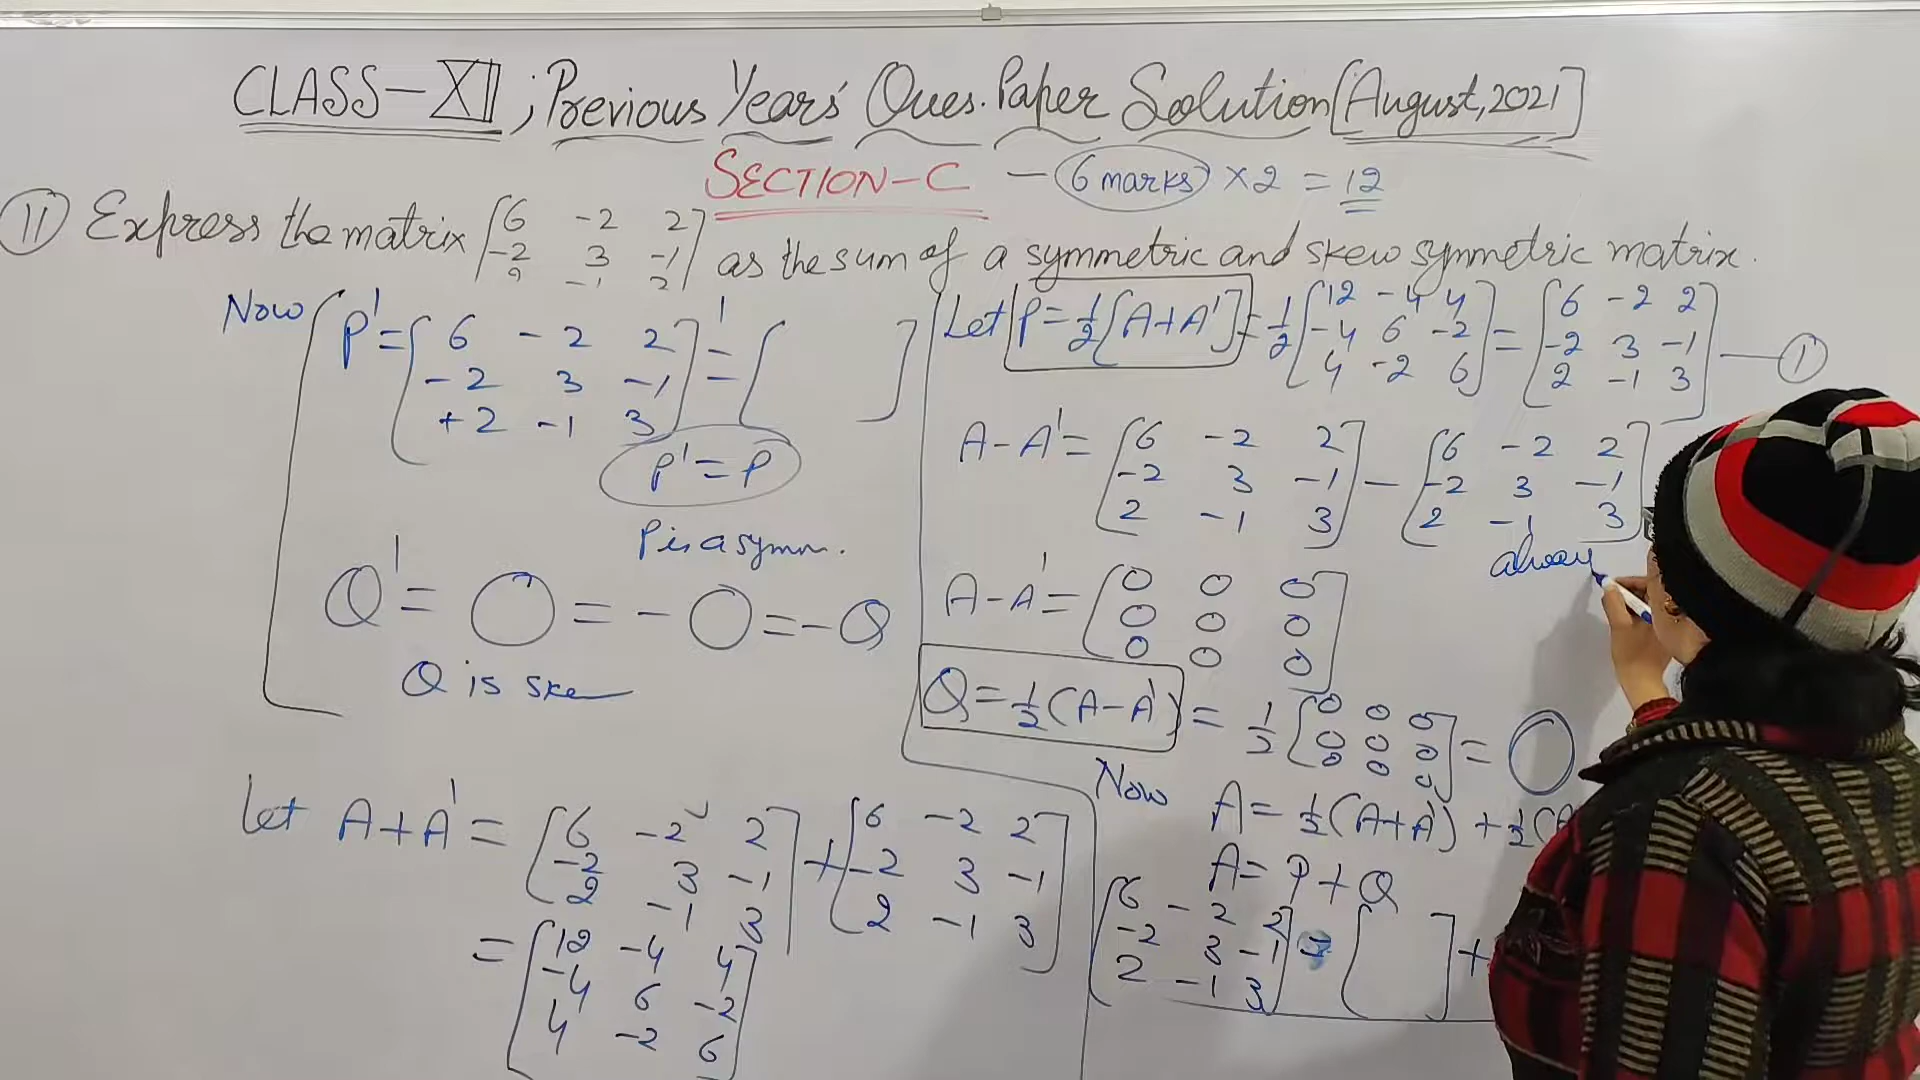 CLASS-XII; Previous Years' Ques. Paper Solution [August, 2021]
SECTION-C — 6 marks × 2 = 12
11 Express the matrix [6 -2 2
-2 3 -1
-1] as the sum of a symmetric and skew symmetric matrix.
Now P' = [6 -2 2
-2 3 -1
+2 -1 3]' = [ ]
P' = P
P is a symm.
Q' = O = -O = -Q
Q is ske
Let A+A' = [6 -2 2
-2 3 -1
2 -1 3] + [6 -2 2
-2 3 -1
2 -1 3]
= [12 -4 4
-4 6 -2
4 -2 6]
Let P = 1/2 [A+A'] = 1/2 [12 -4 4
-4 6 -2
4 -2 6] = [6 -2 2
-2 3 -1
2 -1 3] — 1
A-A' = [6 -2 2
-2 3 -1
2 -1 3] - [6 -2 2
-2 3 -1
2 -1 3]
alway
A-A' = [0 0 0
0 0 0
0 0 0]
Q = 1/2 (A-A') = 1/2 [0 0 0
0 0 0
0 0 0] = O
Now A = 1/2 (A+A') + 1/2 (A
A = P + Q
[6 -2 2
-2 3 -1
2 -1 3] = [ ] +